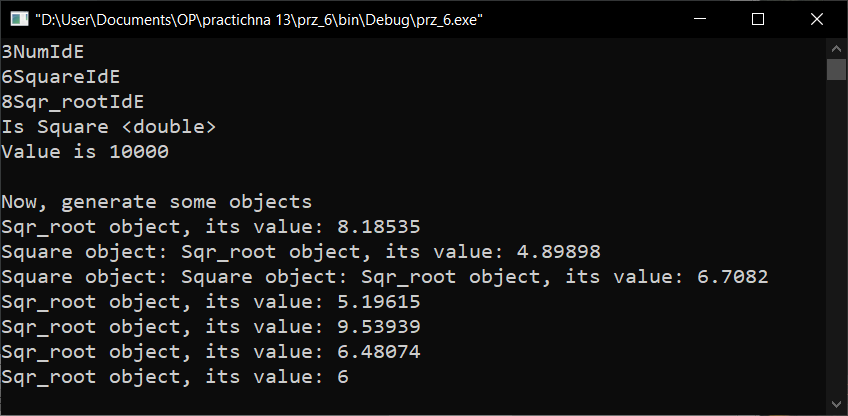 "D:\User\Documents\OP\practichna 13\prz_6\bin\Debug\prz_6.exe"
3NumIdE
6SquareIdE
8Sqr_rootIdE
Is Square <double>
Value is 10000
Now, generate some objects
Sqr_root object, its value: 8.18535
Square object: Sqr_root object, its value: 4.89898
Square object: Square object: Sqr_root object, its value: 6.7082
Sqr_root object, its value: 5.19615
Sqr_root object, its value: 9.53939
Sqr_root object, its value: 6.48074
Sqr_root object, its value: 6